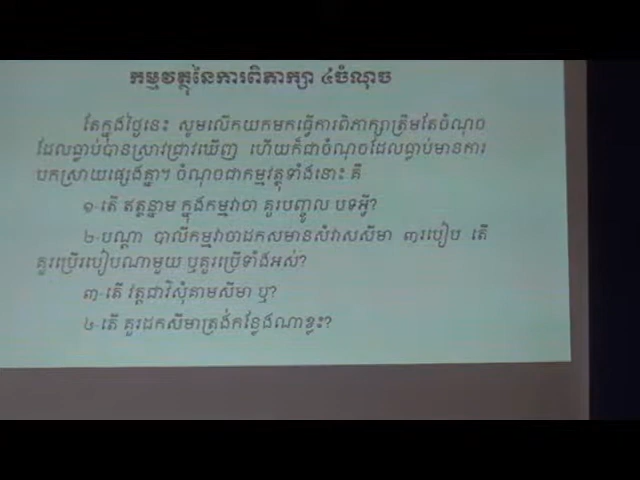 កម្មវត្ថុនៃការពិភាក្សា ៤ចំណុច
តែក្នុងថ្ងៃនេះ សូមលើកយកមកធ្វើការពិភាក្សាត្រឹមតែចំណុច
ដែលធ្លាប់បានស្រាវជ្រាវឃើញ ហើយក៏ជាចំណុចដែលធ្លាប់មានការ
បកស្រាយផ្សេងគ្នា។ ចំណុចជាកម្មវត្ថុទាំងនោះ គឺ
១-តើ ឥត្ថន្នាម ក្នុងកម្មវាចា គួរបញ្ចូល បទអ្វី?
២-បណ្តា បាលីកម្មវាចាដកសមានសំវាសសីមា ៣របៀប តើ
គួរប្រើរបៀបណាមួយ ឬគួរប្រើទាំងអស់?
៣-តើ វត្តជាវិសុំគាមសីមា ឬ?
៤-តើ គួរដកសីមាត្រង់កន្លែងណាខ្លះ?